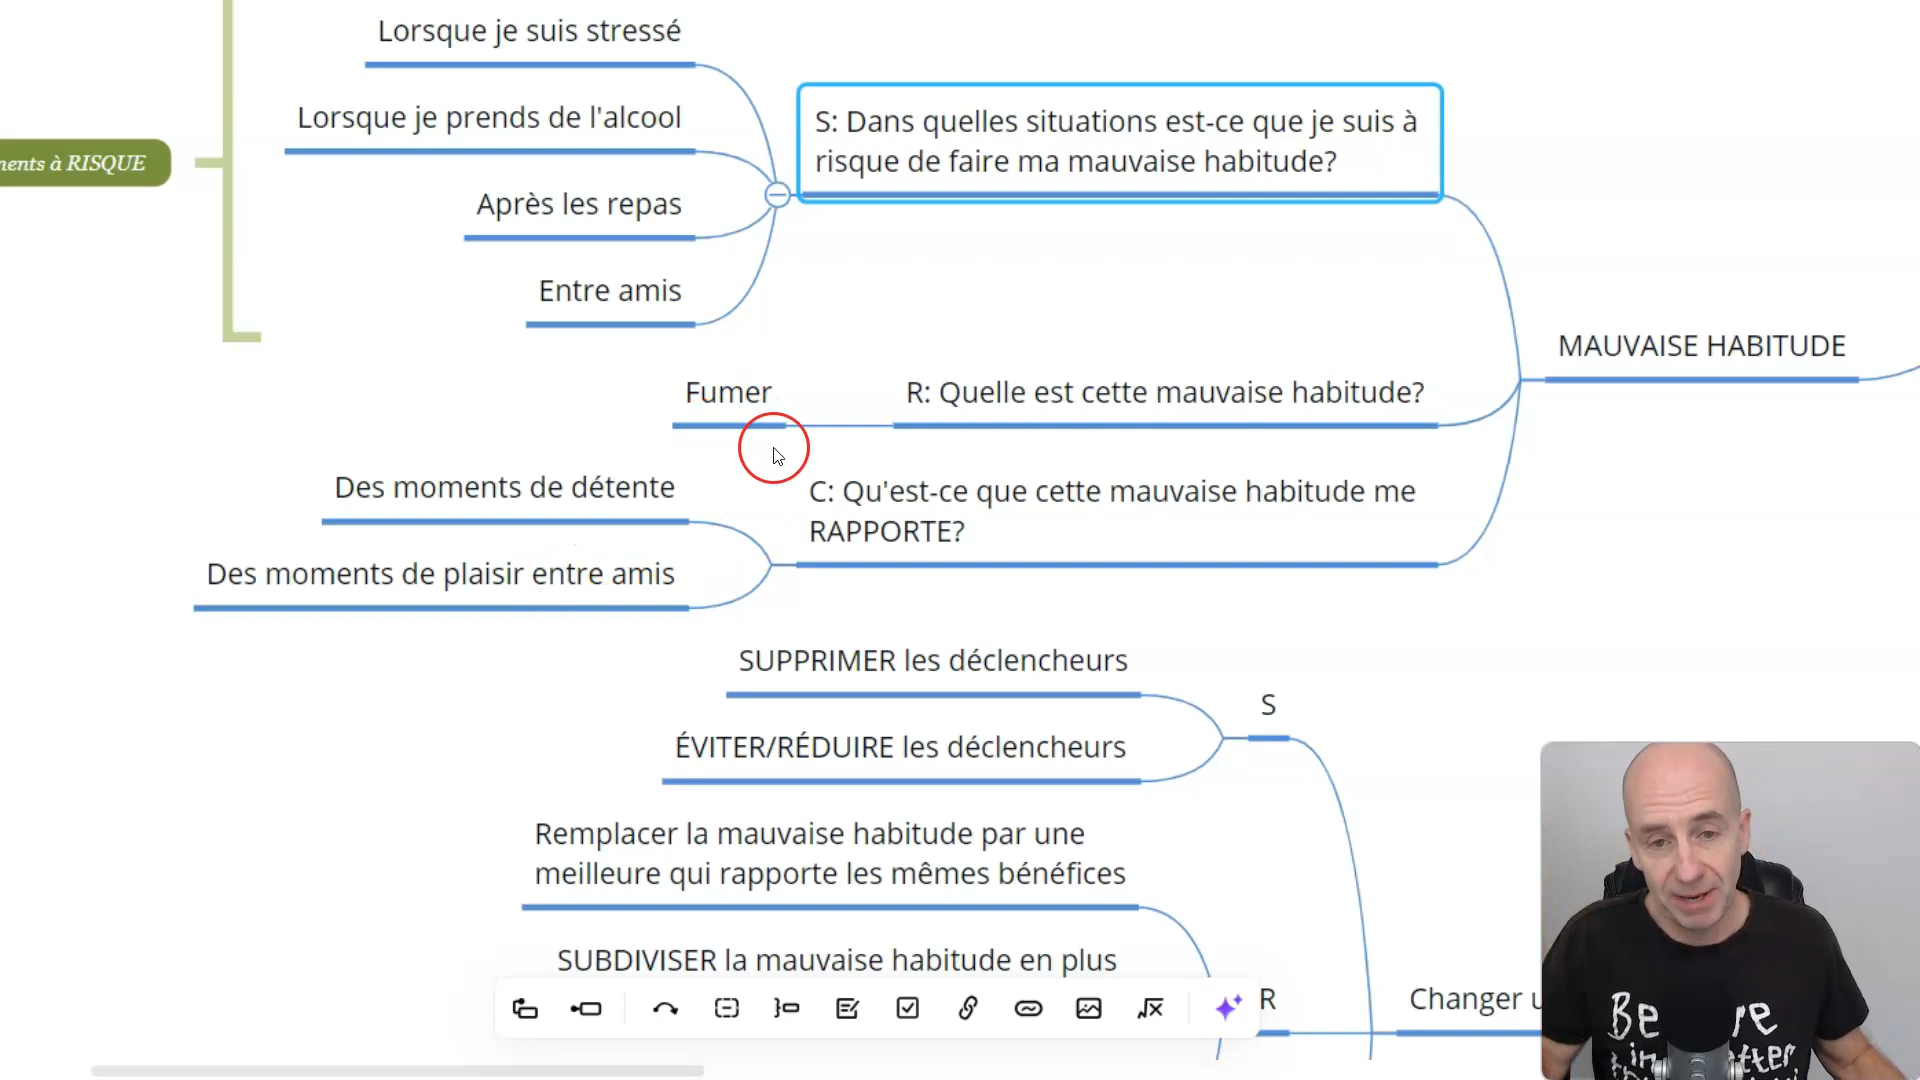 Lorsque je suis stressé
Lorsque je prends de l'alcool
Après les repas
Entre amis
à RISQUE
S: Dans quelles situations est-ce que je suis à
risque de faire ma mauvaise habitude?
MAUVAISE HABITUDE
Fumer
R: Quelle est cette mauvaise habitude?
Des moments de détente
Des moments de plaisir entre amis
C: Qu'est-ce que cette mauvaise habitude me
RAPPORTE?
SUPPRIMER les déclencheurs
ÉVITER/RÉDUIRE les déclencheurs
S
Remplacer la mauvaise habitude par une
meilleure qui rapporte les mêmes bénéfices
SUBDIVISER la mauvaise habitude en plus
R
Changer
Be